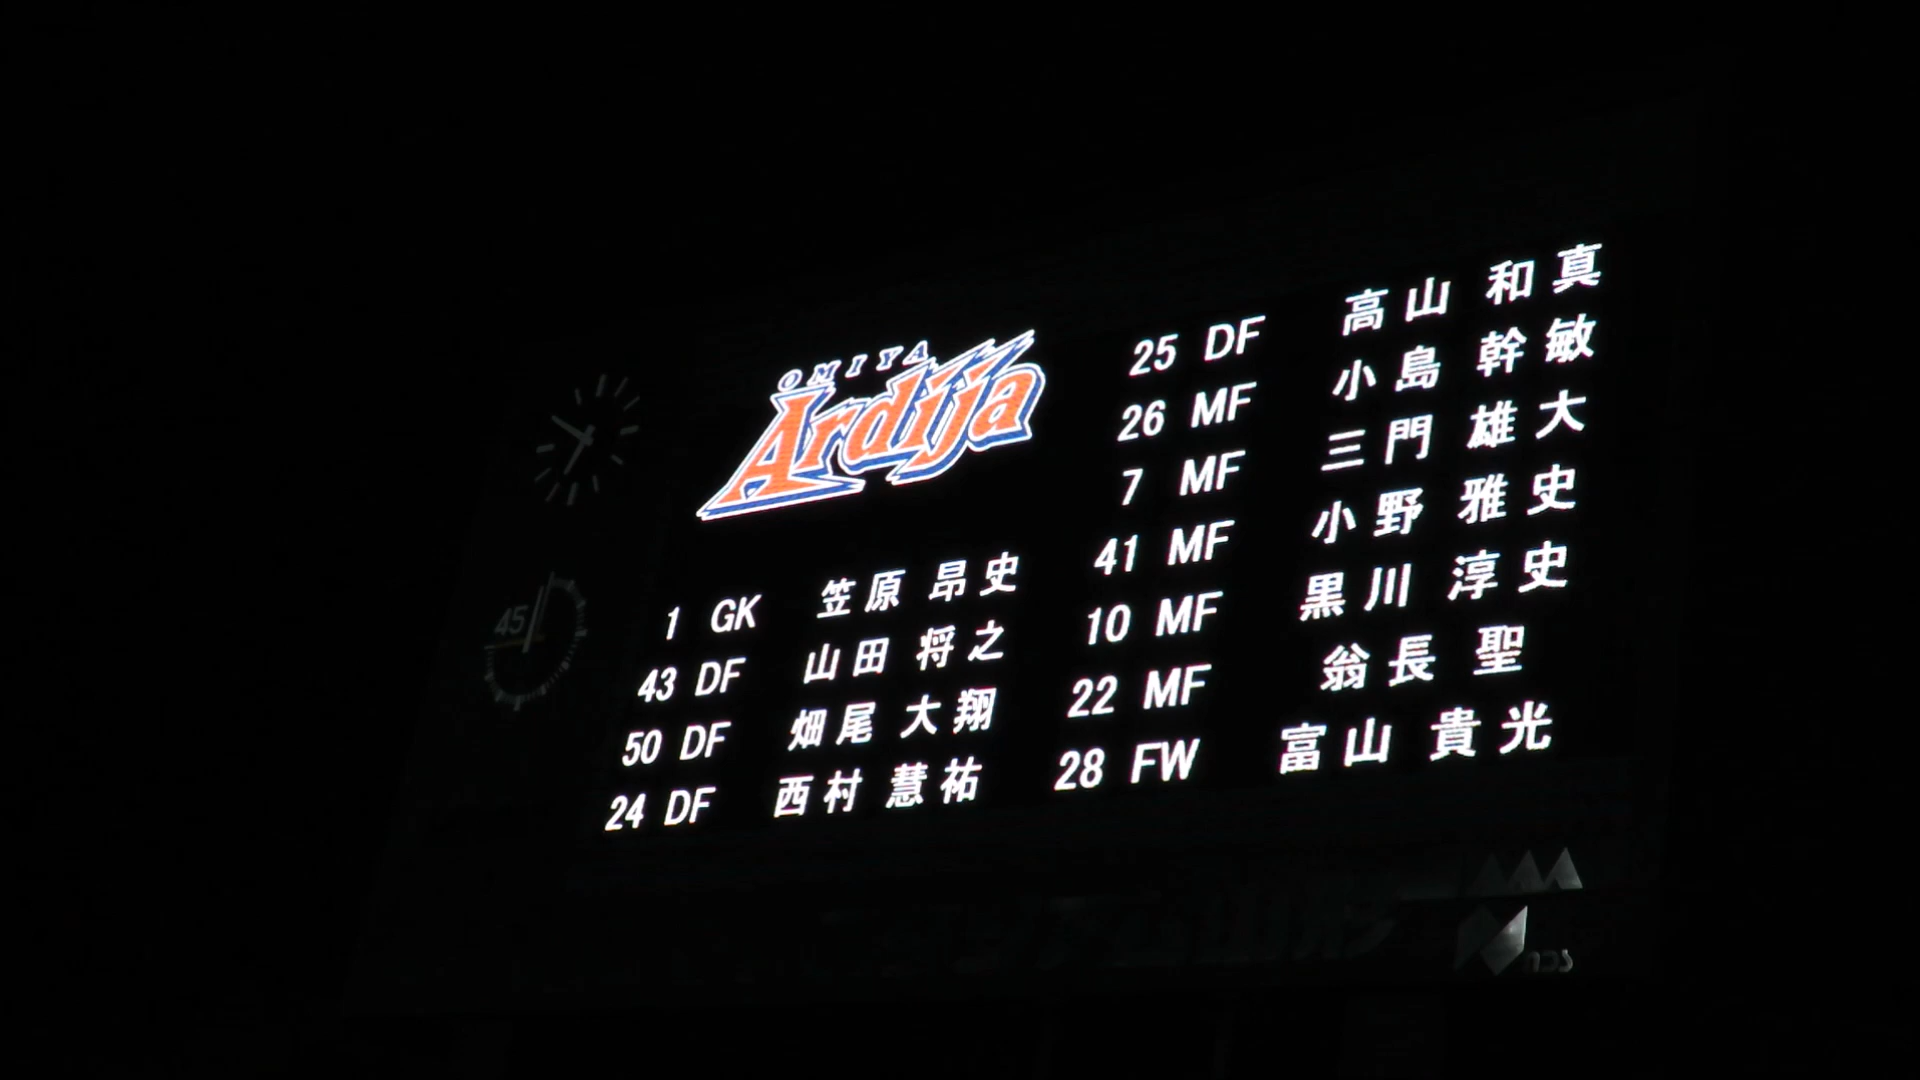 OMIYA
Ardija
1 GK 笠原 昂史
43 DF 山田 将之
50 DF 畑尾 大翔
24 DF 西村 慧祐
25 DF 高山 和真
26 MF 小島 幹敏
7 MF 三門 雄大
41 MF 小野 雅史
10 MF 黒川 淳史
22 MF 翁長 聖
28 FW 富山 貴光
45